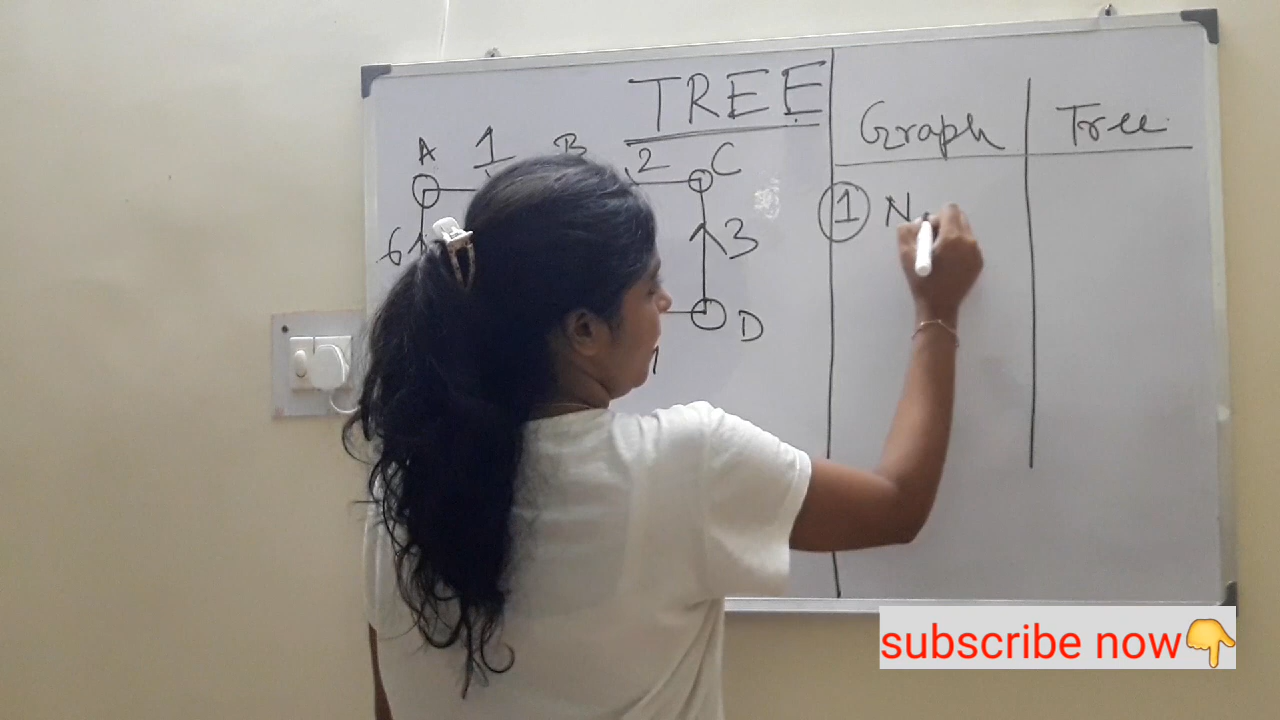 TREE
A 1 B 2 C
6 3
D
Graph Tree
1 N
subscribe now👇